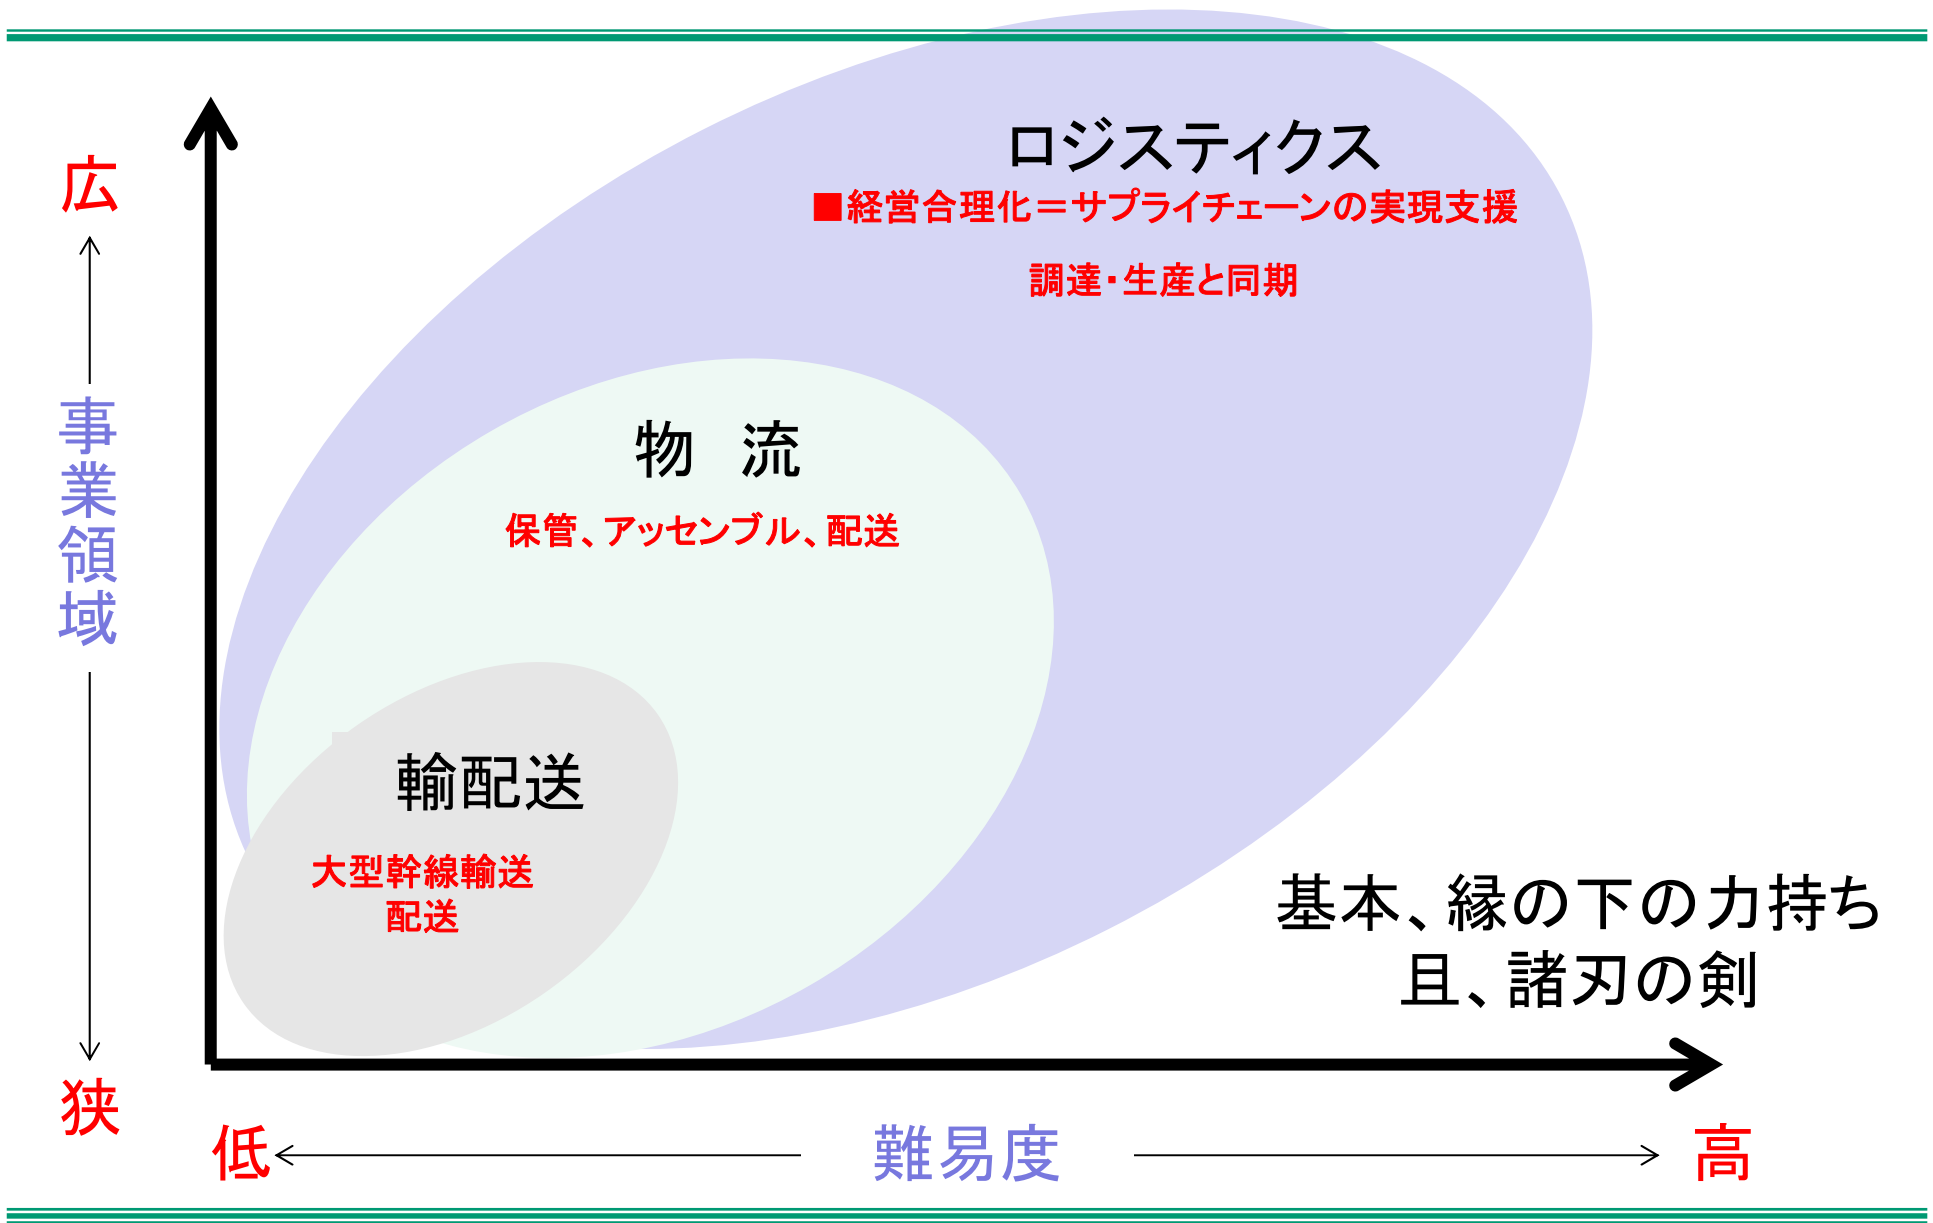 ロジスティクス
■経営合理化＝サプライチェーンの実現支援
調達・生産と同期
広
事業領域
狭
物　流
保管、アッセンブル、配送
輸配送
大型幹線輸送
配送
基本、縁の下の力持ち
且、諸刃の剣
低
難易度
高